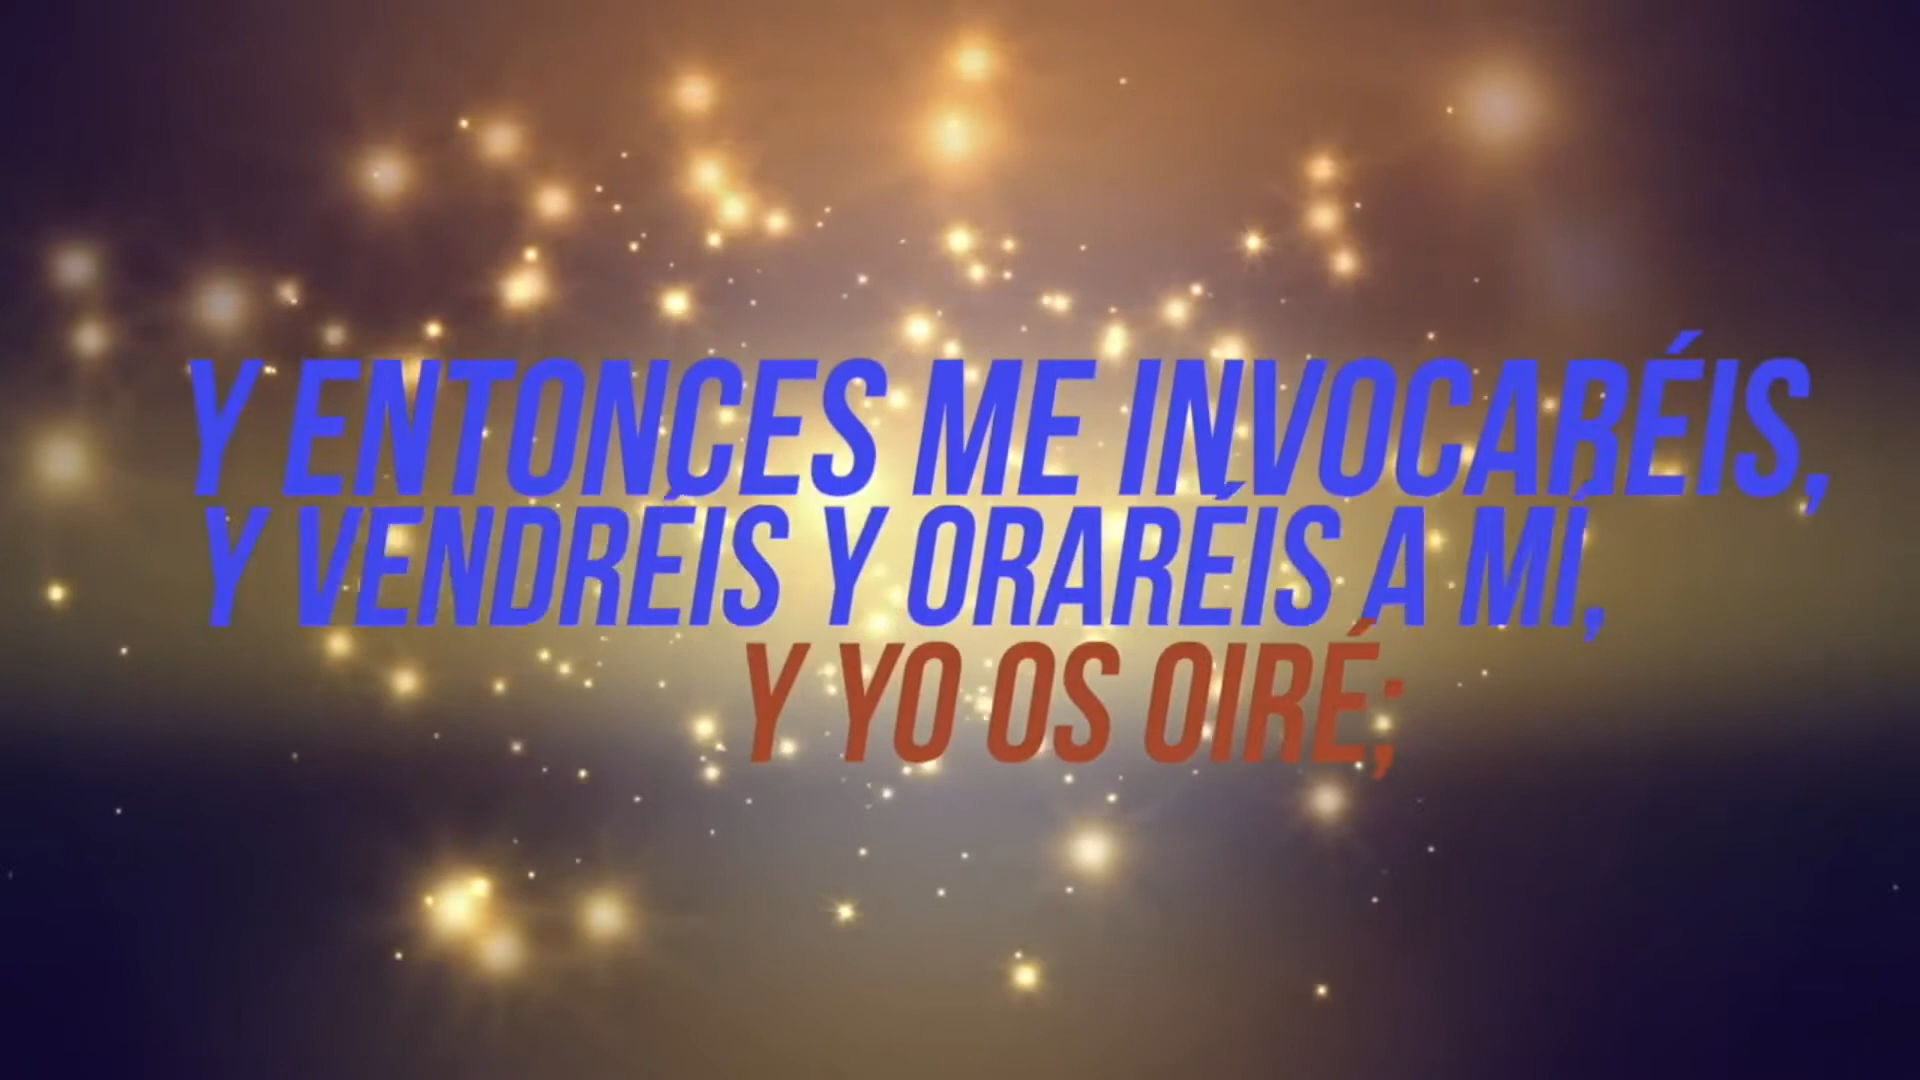 Y ENTONCES ME INVOCARÉIS,
Y VENDRÉIS Y ORARÉIS A MÍ,
Y YO OS OIRÉ;